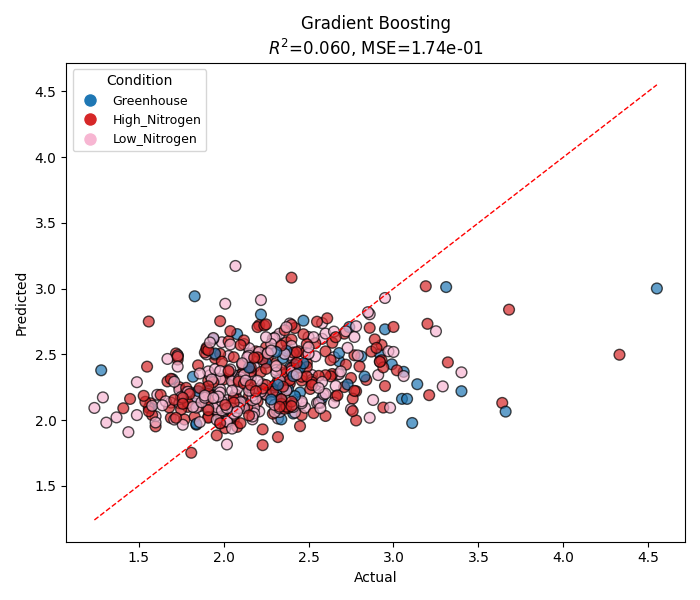 Gradient Boosting
R²=0.060, MSE=1.74e-01
Condition
Greenhouse
High_Nitrogen
Low_Nitrogen
4.5
4.0
3.5
3.0
2.5
2.0
1.5
Predicted
1.5 2.0 2.5 3.0 3.5 4.0 4.5
Actual